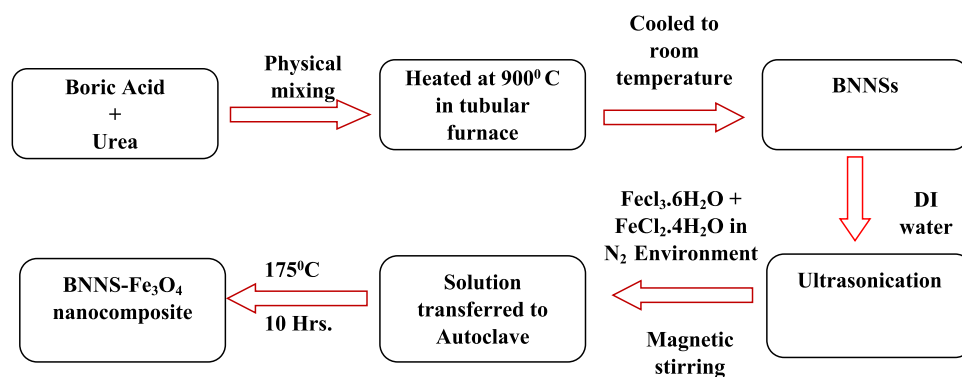 Boric Acid
+
Urea
Physical
mixing
Heated at 900⁰ C
in tubular
furnace
Cooled to
room
temperature
BNNSs
DI
water
Ultrasonication
Fecl₃.6H₂O +
FeCl₂.4H₂O in
N₂ Environment
Magnetic
stirring
Solution
transferred to
Autoclave
175⁰C
10 Hrs.
BNNS-Fe₃O₄
nanocomposite